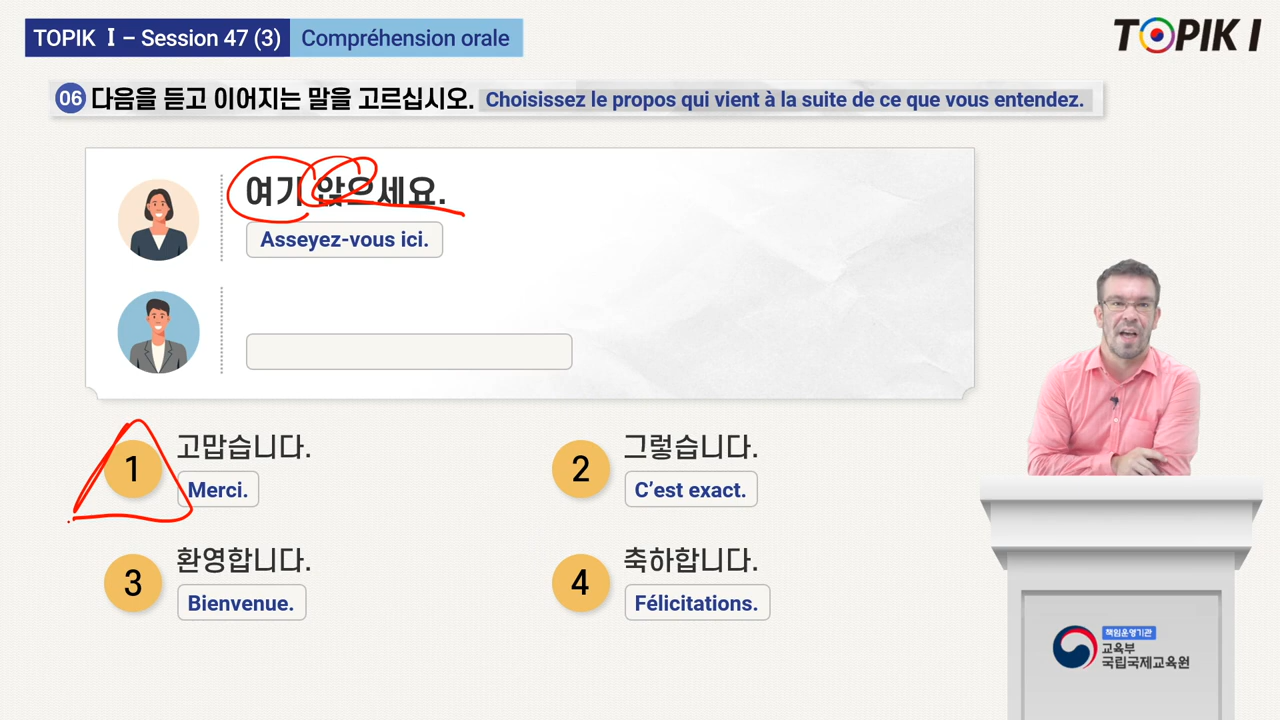 TOPIK Ⅰ – Session 47 (3) Compréhension orale
TOPIK I
06 다음을 듣고 이어지는 말을 고르십시오. Choisissez le propos qui vient à la suite de ce que vous entendez.
여기 앉으세요.
Asseyez-vous ici.
1 고맙습니다.
Merci.
2 그렇습니다.
C’est exact.
3 환영합니다.
Bienvenue.
4 축하합니다.
Félicitations.
책임운영기관
교육부
국립국제교육원